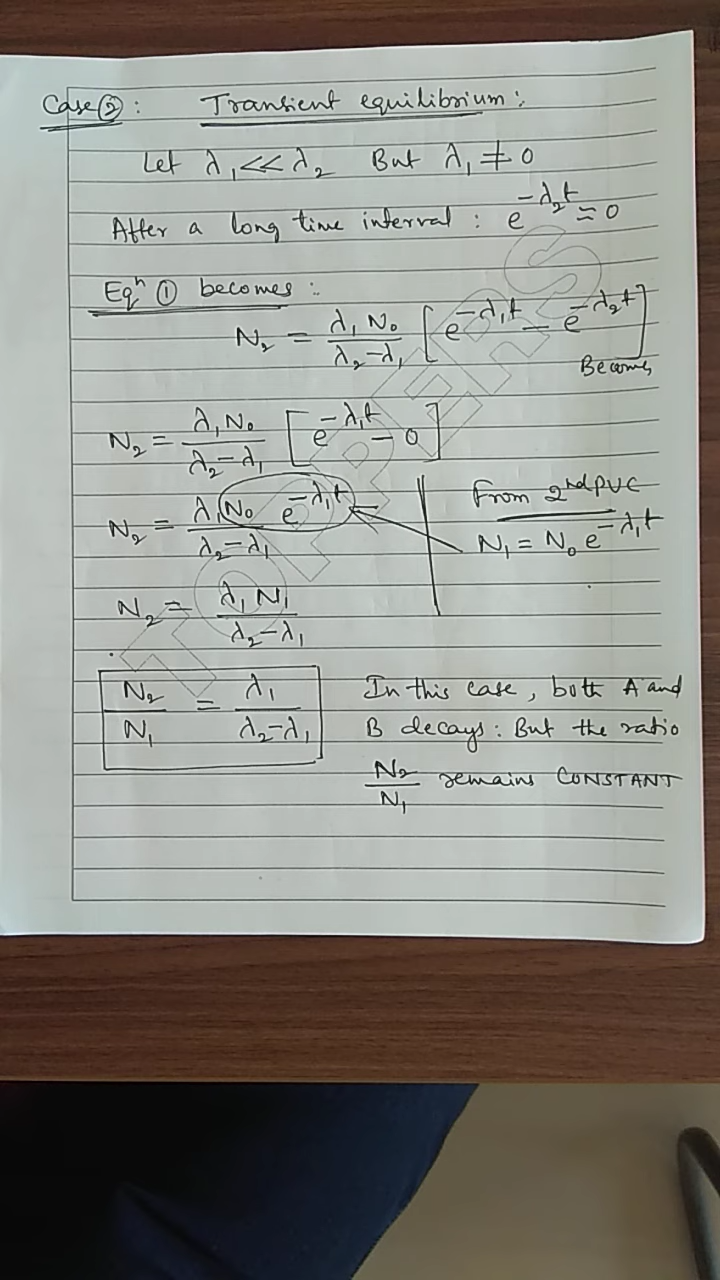 Case ② : Transient equilibrium :
Let λ₁ << λ₂ But λ₁ ≠ 0
After a long time interval : e^(-λ₂t) ≈ 0
Eqⁿ ① becomes :
N₂ = λ₁ N₀ / (λ₂-λ₁) [e^(-λ₁t) - e^(-λ₂t)]
Becomes
N₂ = λ₁ N₀ / (λ₂-λ₁) [e^(-λ₁t) - 0]
N₂ = λ₁ N₀ e^(-λ₁t) / (λ₂-λ₁)
From 2nd PUC
N₁ = N₀ e^(-λ₁t)
N₂ = λ₁ N₁ / (λ₂-λ₁)
N₂ / N₁ = λ₁ / (λ₂-λ₁)
In this case, both A and
B decays : But the ratio
N₂ / N₁ remains CONSTANT